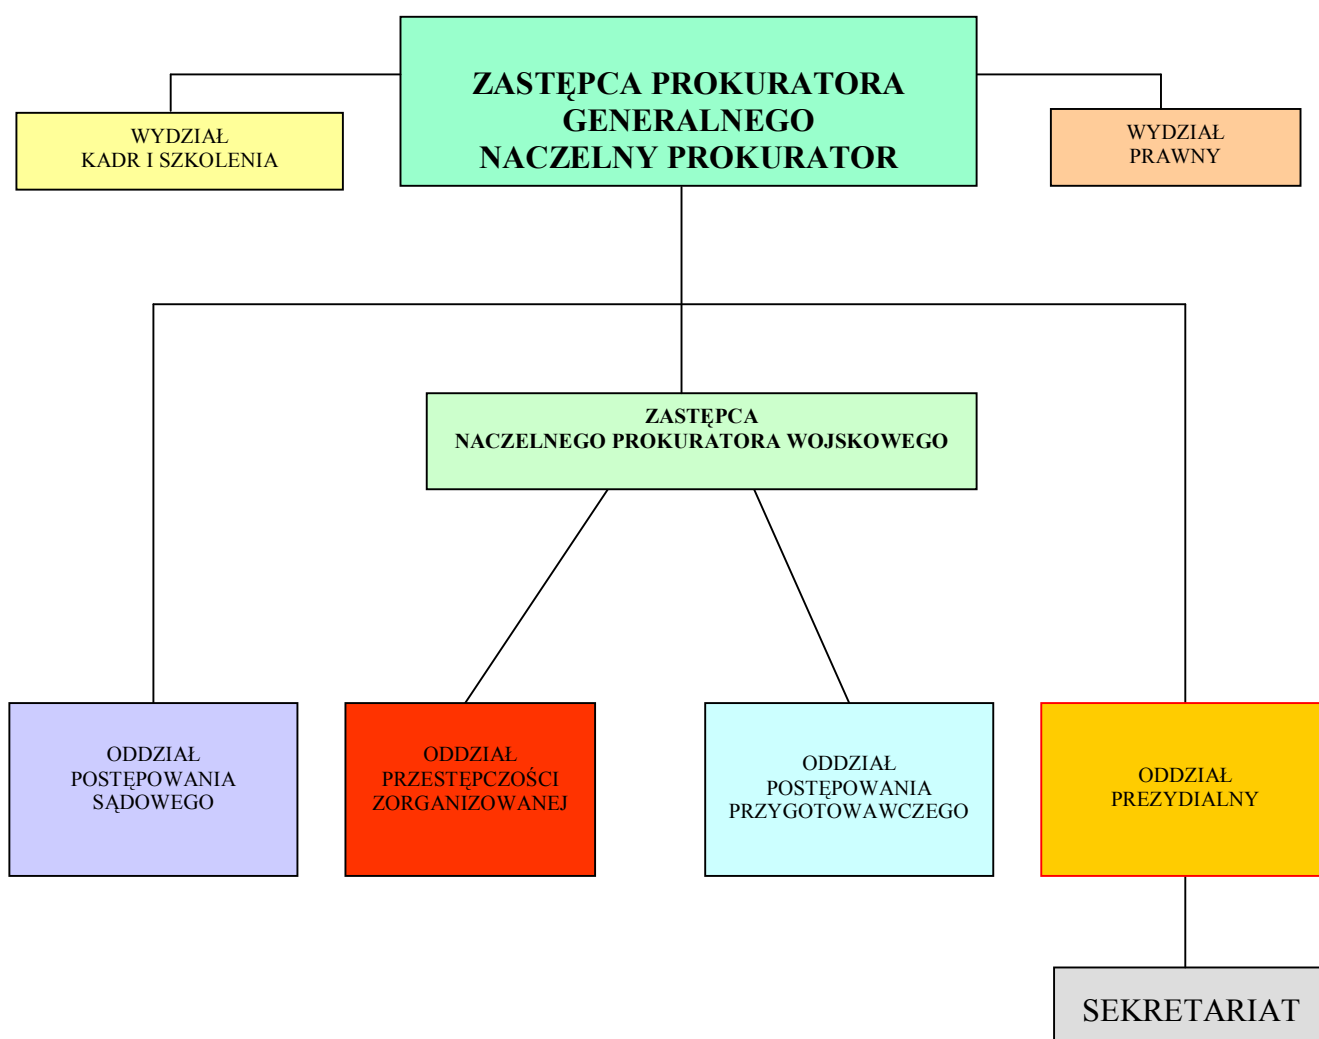 ZASTĘPCA PROKURATORA
GENERALNEGO
NACZELNY PROKURATOR
WYDZIAŁ
KADR I SZKOLENIA
WYDZIAŁ
PRAWNY
ZASTĘPCA
NACZELNEGO PROKURATORA WOJSKOWEGO
ODDZIAŁ
POSTĘPOWANIA
SĄDOWEGO
ODDZIAŁ
PRZESTĘPCZOŚCI
ZORGANIZOWANEJ
ODDZIAŁ
POSTĘPOWANIA
PRZYGOTOWAWCZEGO
ODDZIAŁ
PREZYDIALNY
SEKRETARIAT